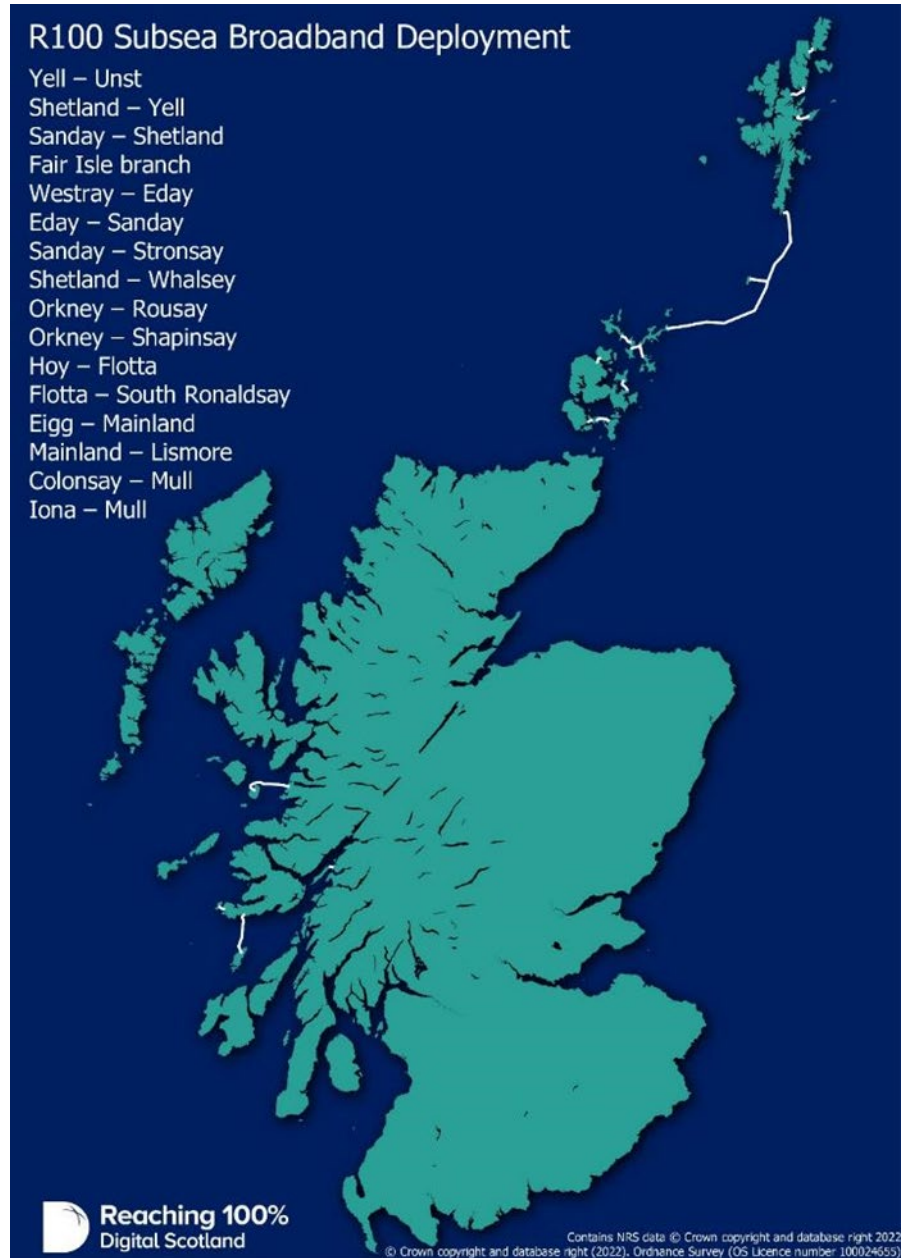 R100 Subsea Broadband Deployment
Yell – Unst
Shetland – Yell
Sanday – Shetland
Fair Isle branch
Westray – Eday
Eday – Sanday
Sanday – Stronsay
Shetland – Whalsey
Orkney – Rousay
Orkney – Shapinsay
Hoy – Flotta
Flotta – South Ronaldsay
Eigg – Mainland
Mainland – Lismore
Colonsay – Mull
Iona – Mull
Reaching 100%
Digital Scotland
Contains NRS data © Crown copyright and database right 2022
© Crown copyright and database right (2022). Ordnance Survey (OS Licence number 100024655)